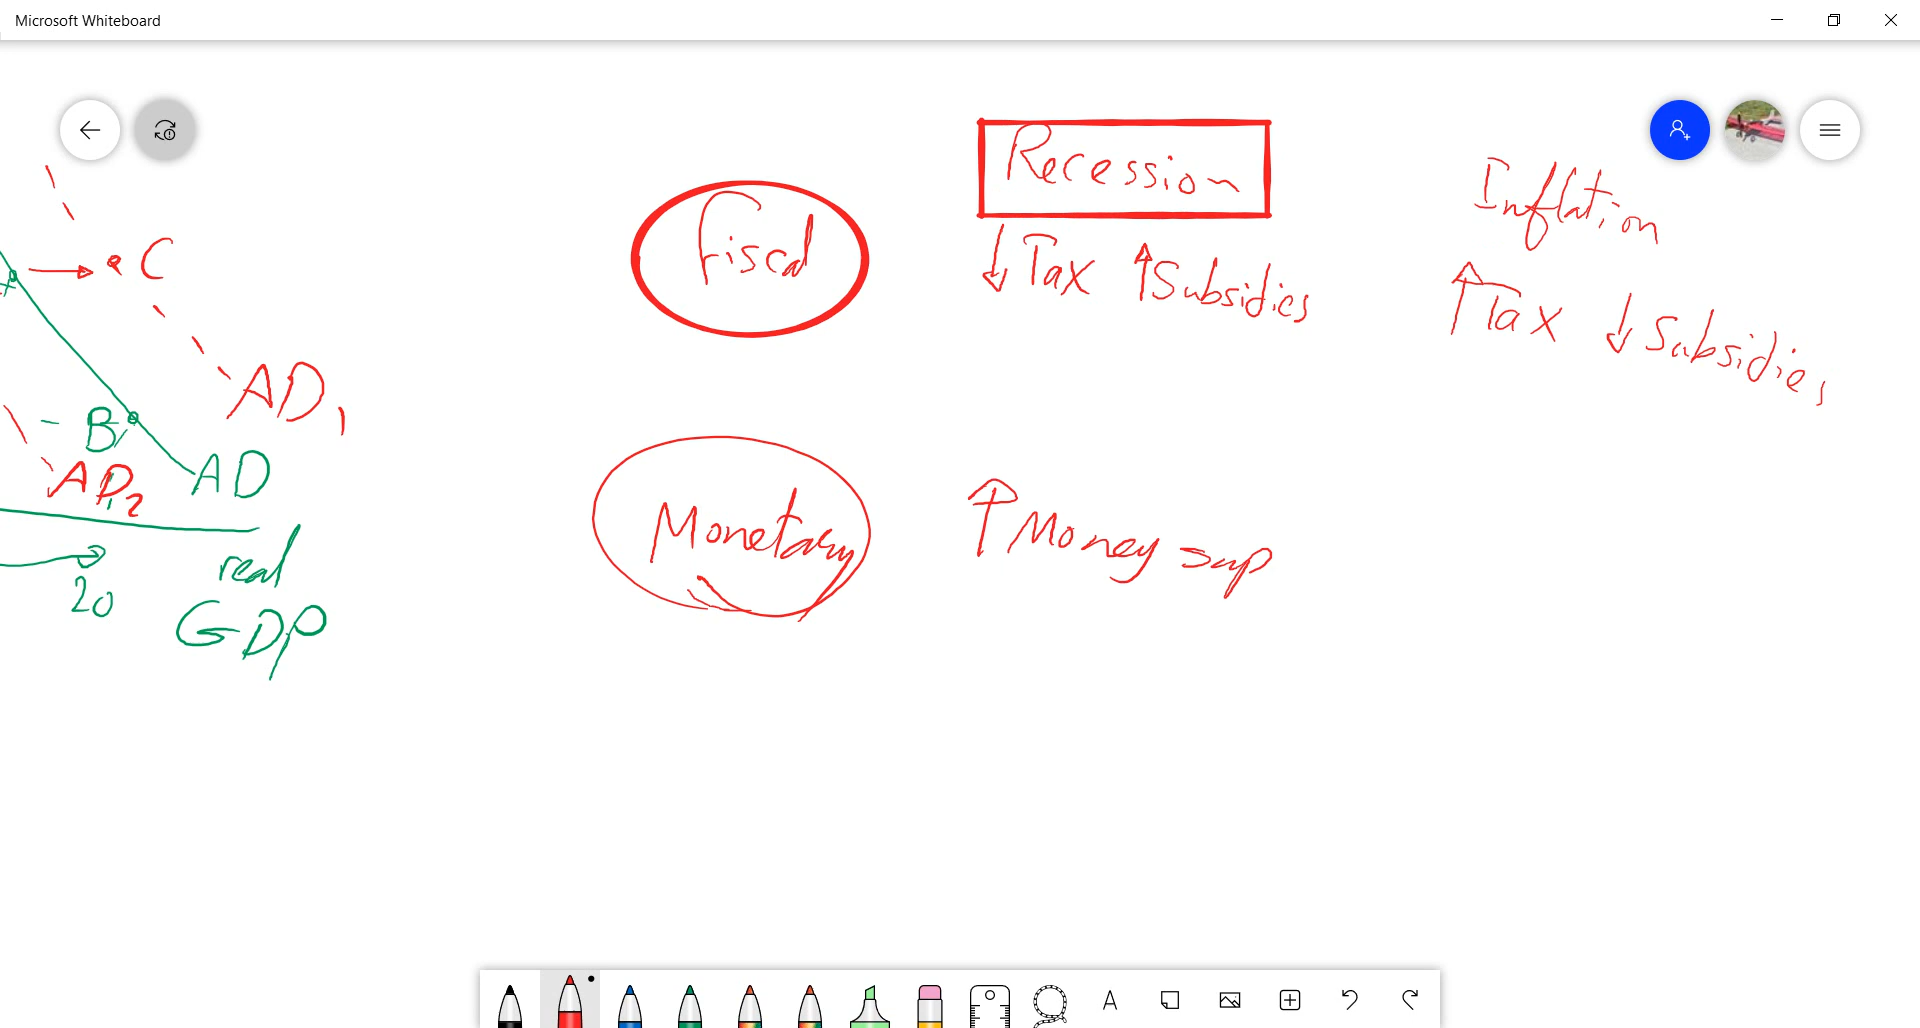 Microsoft Whiteboard
Recession
Inflation
Fiscal
↓ Tax ↑ Subsidies
↑ Tax ↓ Subsidies
Monetary
↑ Money sup
C
AD1
B
AD
AD2
real
GDP
20
A